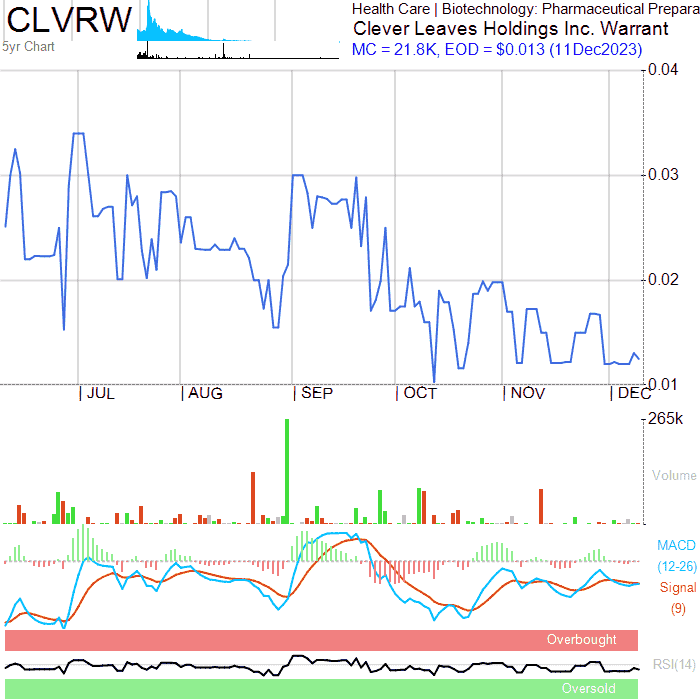 CLVRW
5yr Chart
Health Care | Biotechnology: Pharmaceutical Prepara
Clever Leaves Holdings Inc. Warrant
MC = 21.8K, EOD = $0.013 (11Dec2023)
0.04
0.03
0.02
0.01
JUL AUG SEP OCT NOV DEC
265k
Volume
MACD
(12-26)
Signal
(9)
Overbought
RSI(14)
Oversold